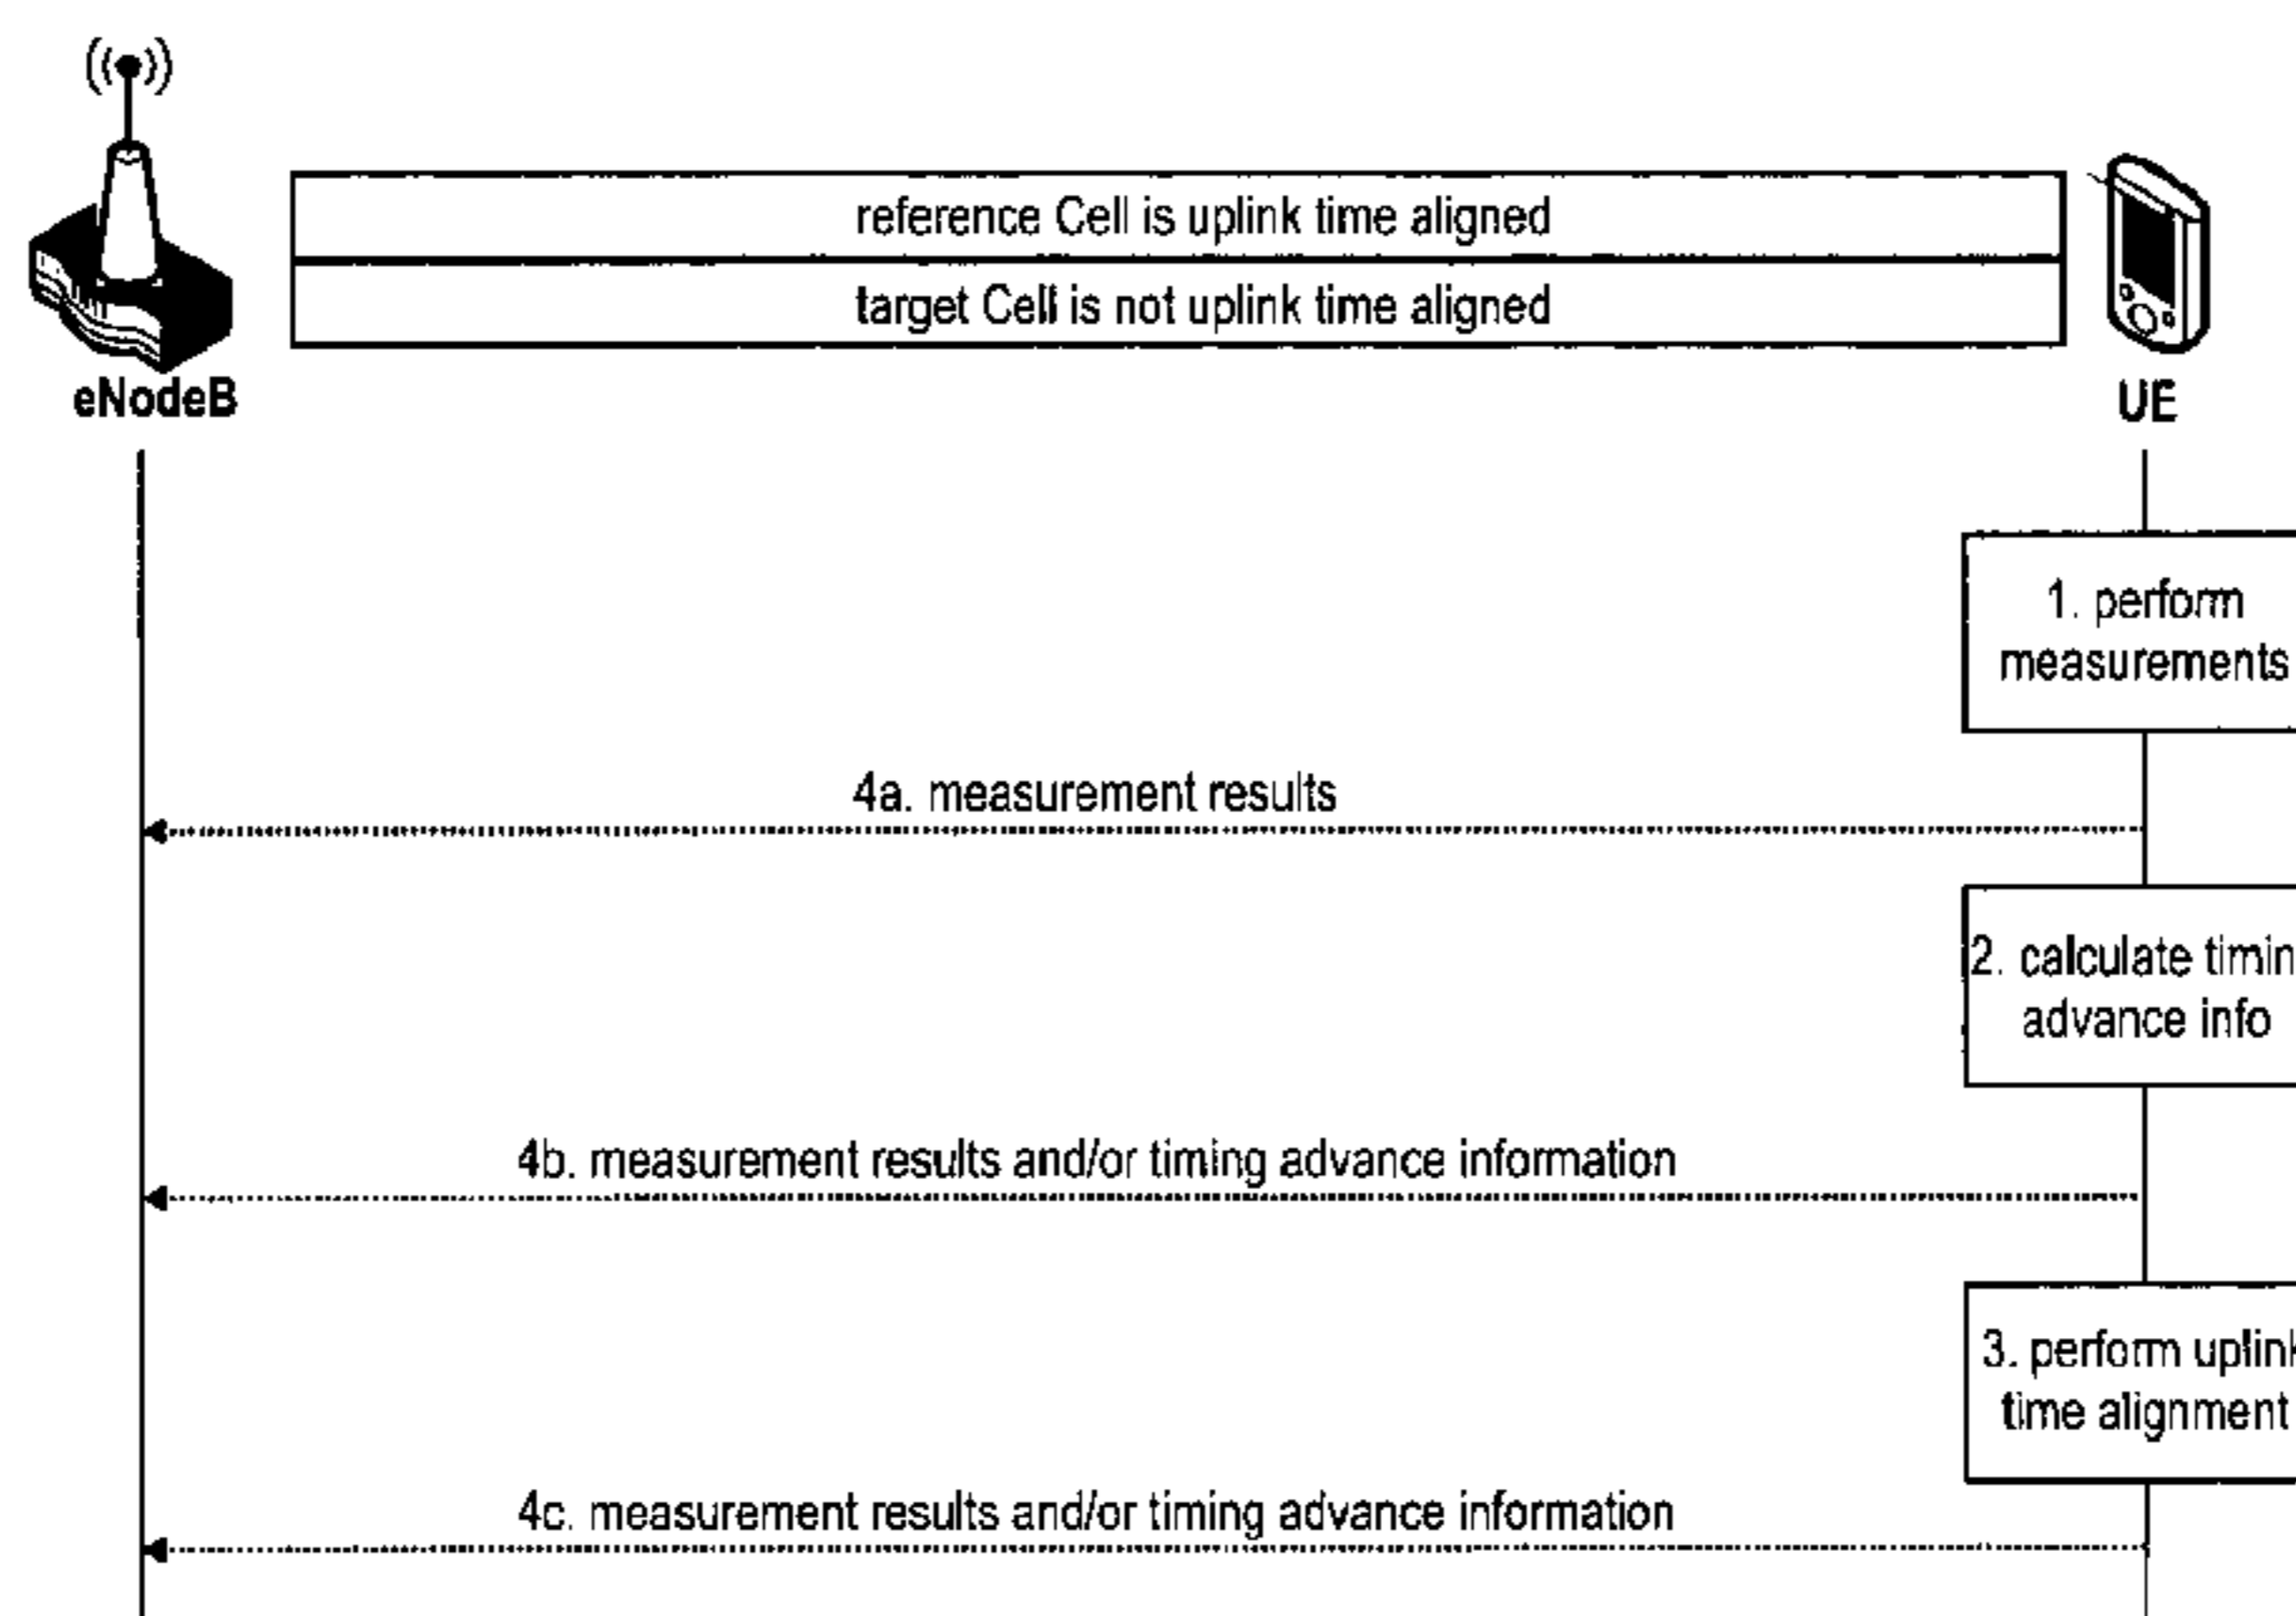 reference Cell is uplink time aligned
target Cell is not uplink time aligned
eNodeB
UE
1. perform
measurements
4a. measurement results
2. calculate timin
advance info
4b. measurement results and/or timing advance information
3. perform uplink
time alignment
4c. measurement results and/or timing advance information